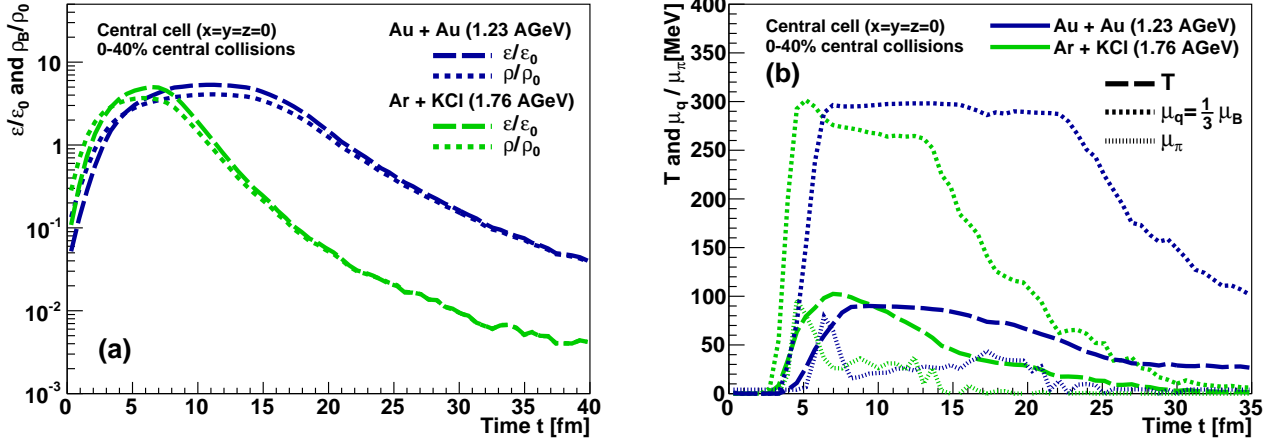 ε/ε₀ and ρ_B/ρ₀
10
1
10⁻¹
10⁻²
10⁻³
Central cell (x=y=z=0)
0-40% central collisions
Au + Au (1.23 AGeV)
ε/ε₀
ρ/ρ₀
Ar + KCl (1.76 AGeV)
ε/ε₀
ρ/ρ₀
(a)
0 5 10 15 20 25 30 35 40
Time t [fm]
T and μ_q / μ_π[MeV]
400
350
300
250
200
150
100
50
0
Central cell (x=y=z=0)
0-40% central collisions
(b)
Au + Au (1.23 AGeV)
Ar + KCl (1.76 AGeV)
T
μ_q=⅓ μ_B
μ_π
0 5 10 15 20 25 30 35
Time t [fm]